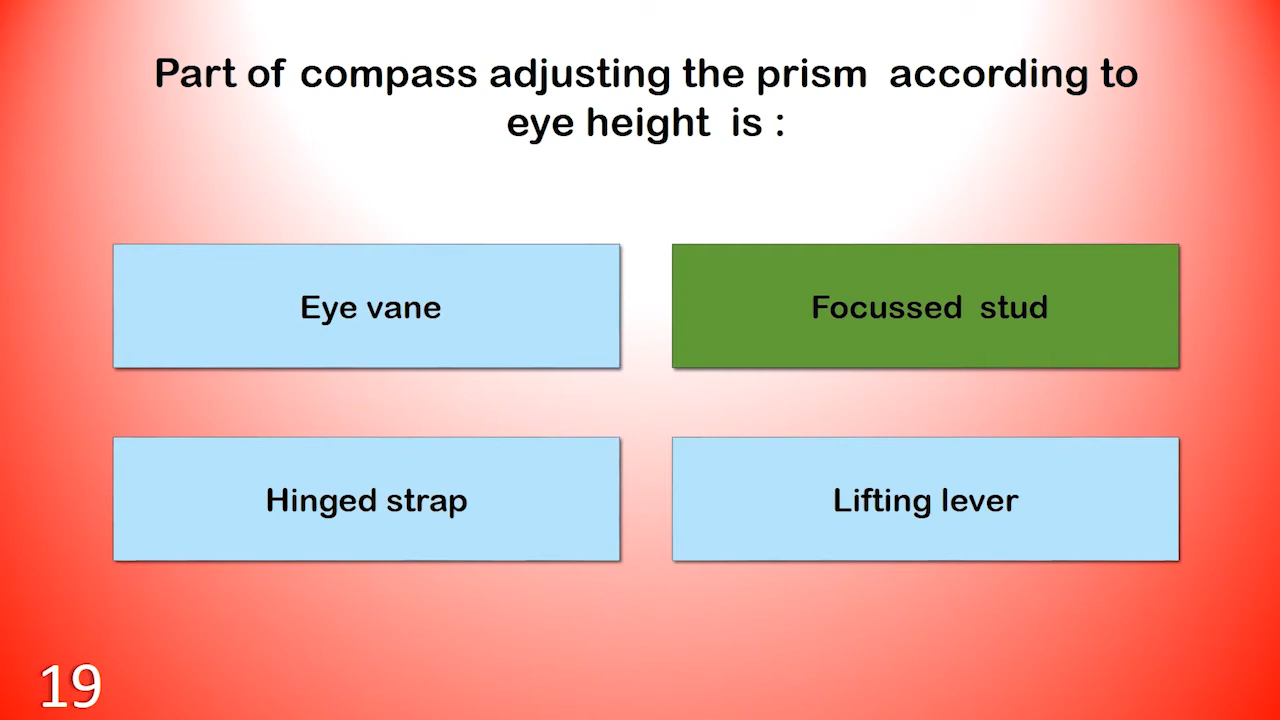 Part of compass adjusting the prism according to
eye height is :
Eye vane
Focussed stud
Hinged strap
Lifting lever
19